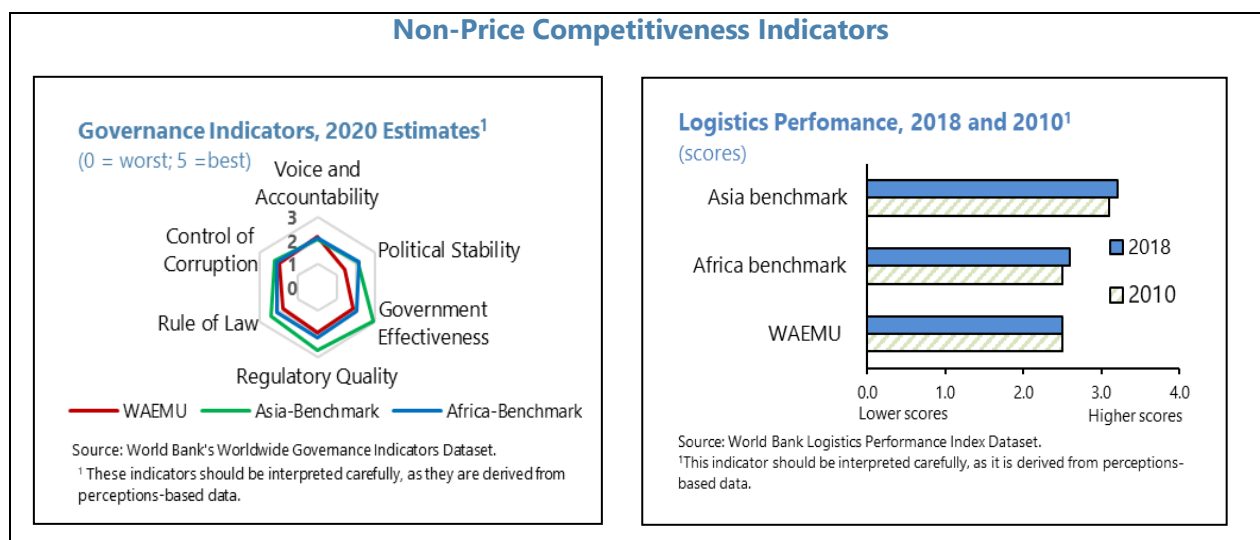 Non-Price Competitiveness Indicators
Governance Indicators, 2020 Estimates¹
(0 = worst; 5 =best)
Voice and
Accountability
3
2
1
0
Control of
Corruption
Political Stability
Government
Effectiveness
Rule of Law
Regulatory Quality
WAEMU
Asia-Benchmark
Africa-Benchmark
Source: World Bank's Worldwide Governance Indicators Dataset.
¹ These indicators should be interpreted carefully, as they are derived from
perceptions-based data.
Logistics Perfomance, 2018 and 2010¹
(scores)
Asia benchmark
Africa benchmark
WAEMU
2018
2010
0.0 1.0 2.0 3.0 4.0
Lower scores
Higher scores
Source: World Bank Logistics Performance Index Dataset.
¹This indicator should be interpreted carefully, as it is derived from perceptions-
based data.